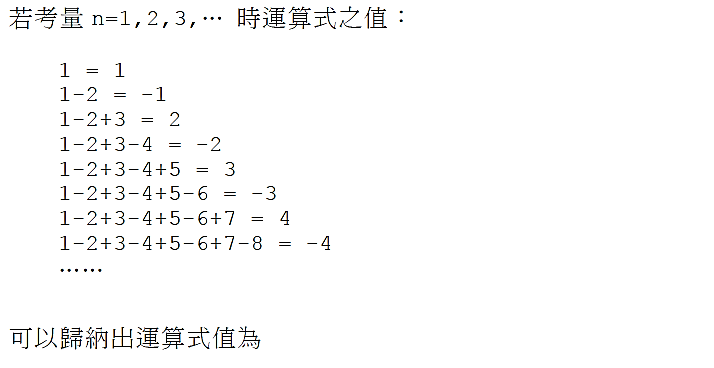 若考量 n=1,2,3,… 時運算式之值：
1 = 1
1-2 = -1
1-2+3 = 2
1-2+3-4 = -2
1-2+3-4+5 = 3
1-2+3-4+5-6 = -3
1-2+3-4+5-6+7 = 4
1-2+3-4+5-6+7-8 = -4
……
可以歸納出運算式值為